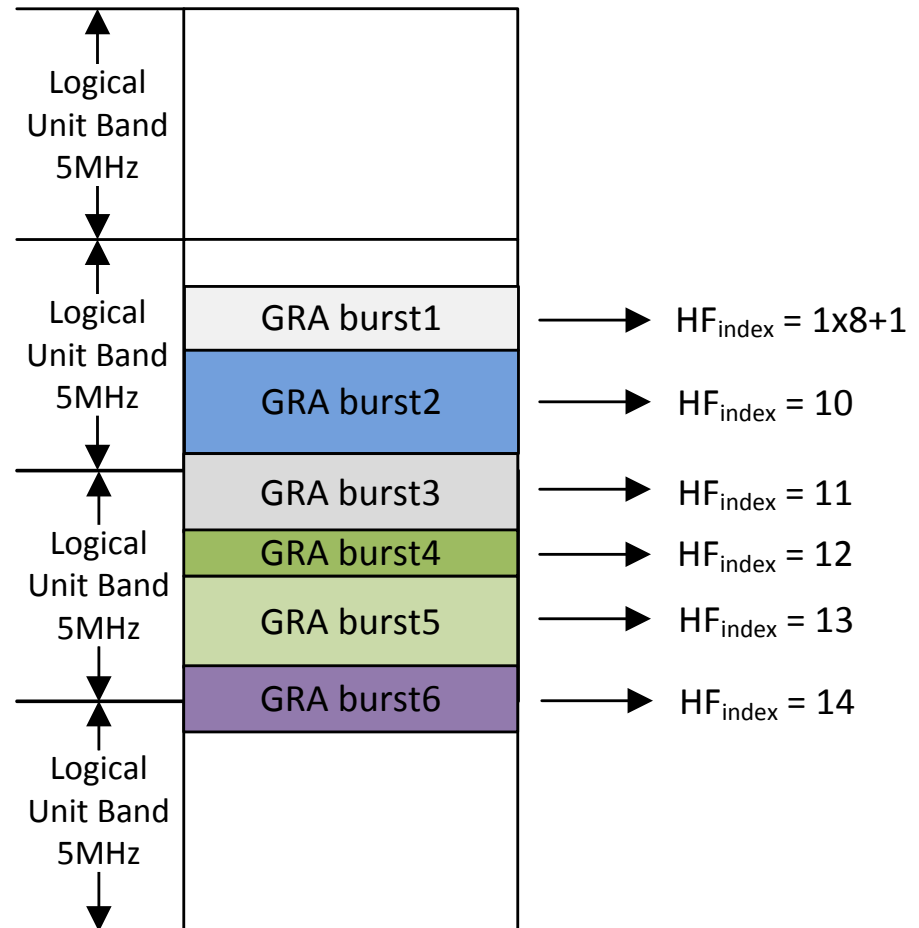 Logical
Unit Band
5MHz
Logical
Unit Band
5MHz
GRA burst1
HFindex = 1x8+1
GRA burst2
HFindex = 10
GRA burst3
HFindex = 11
Logical
Unit Band
5MHz
GRA burst4
HFindex = 12
GRA burst5
HFindex = 13
GRA burst6
HFindex = 14
Logical
Unit Band
5MHz